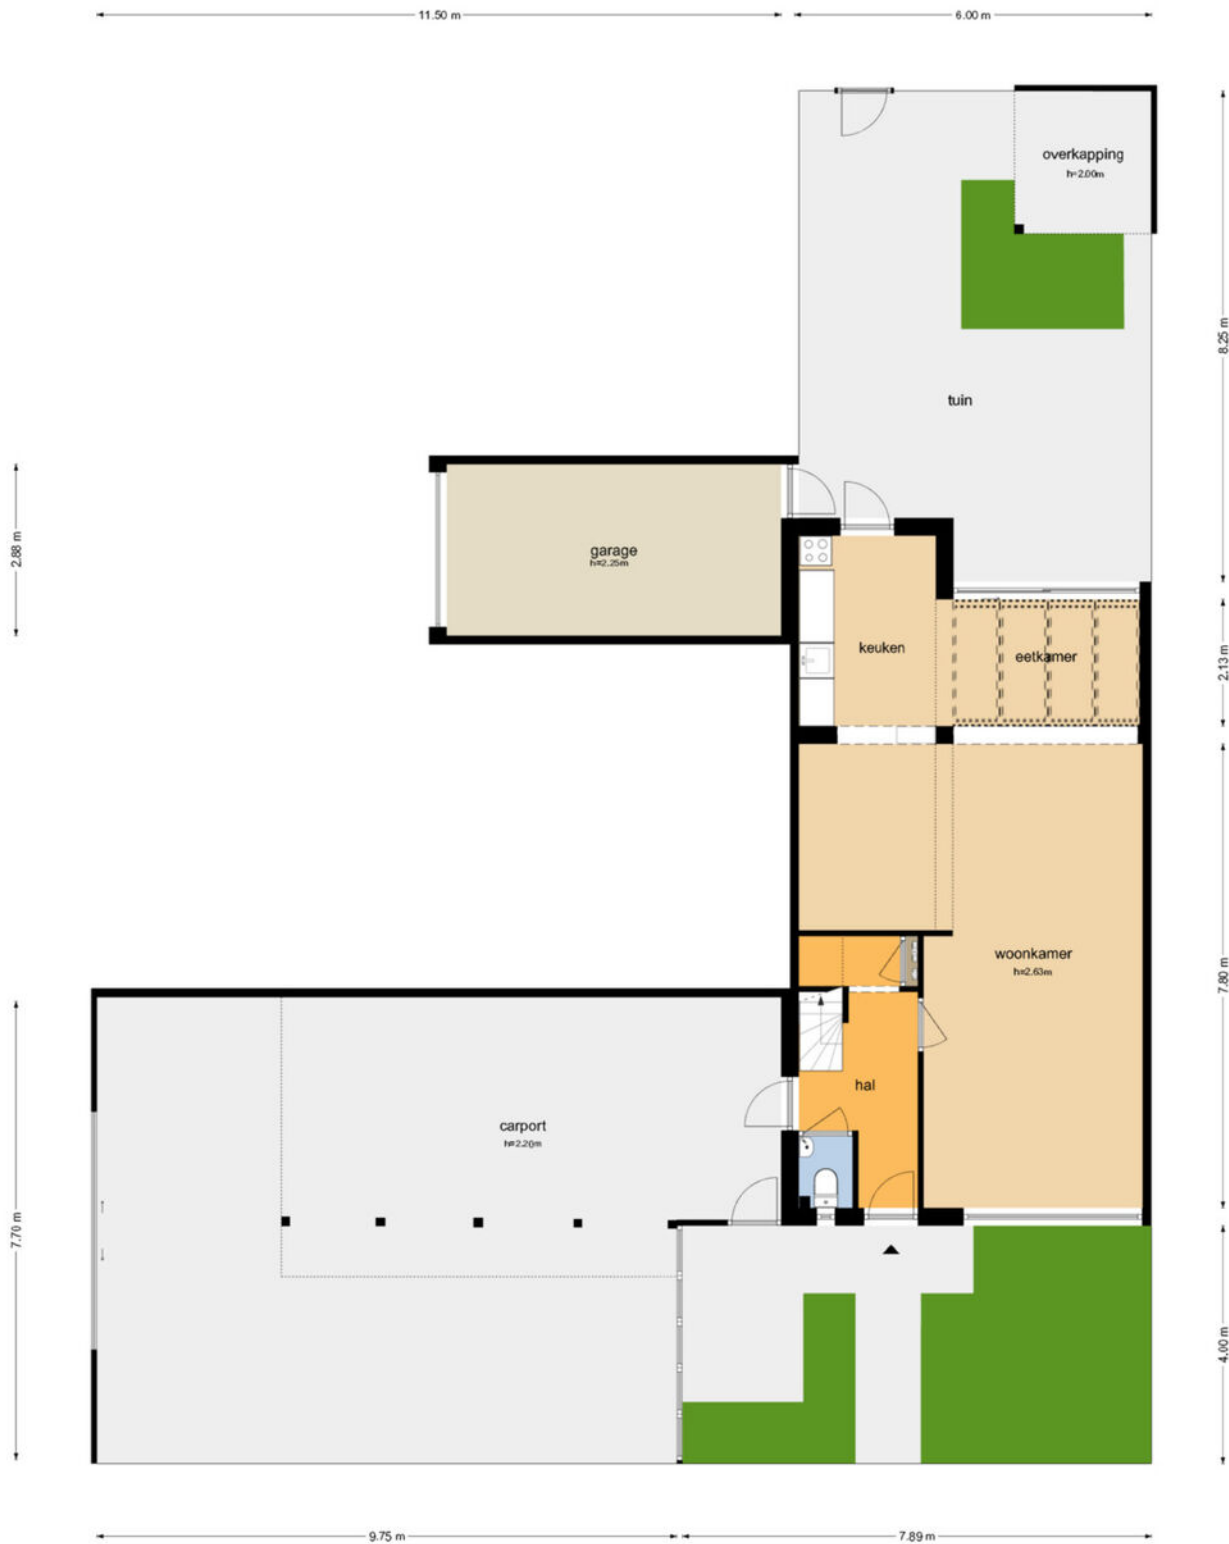 11.50 m
6.00 m
overkapping
h=2.00m
8.25 m
tuin
2.88 m
garage
h=2.25m
keuken
eetkamer
2.13 m
woonkamer
h=2.63m
7.80 m
hal
carport
h=2.20m
7.70 m
4.00 m
9.75 m
7.89 m